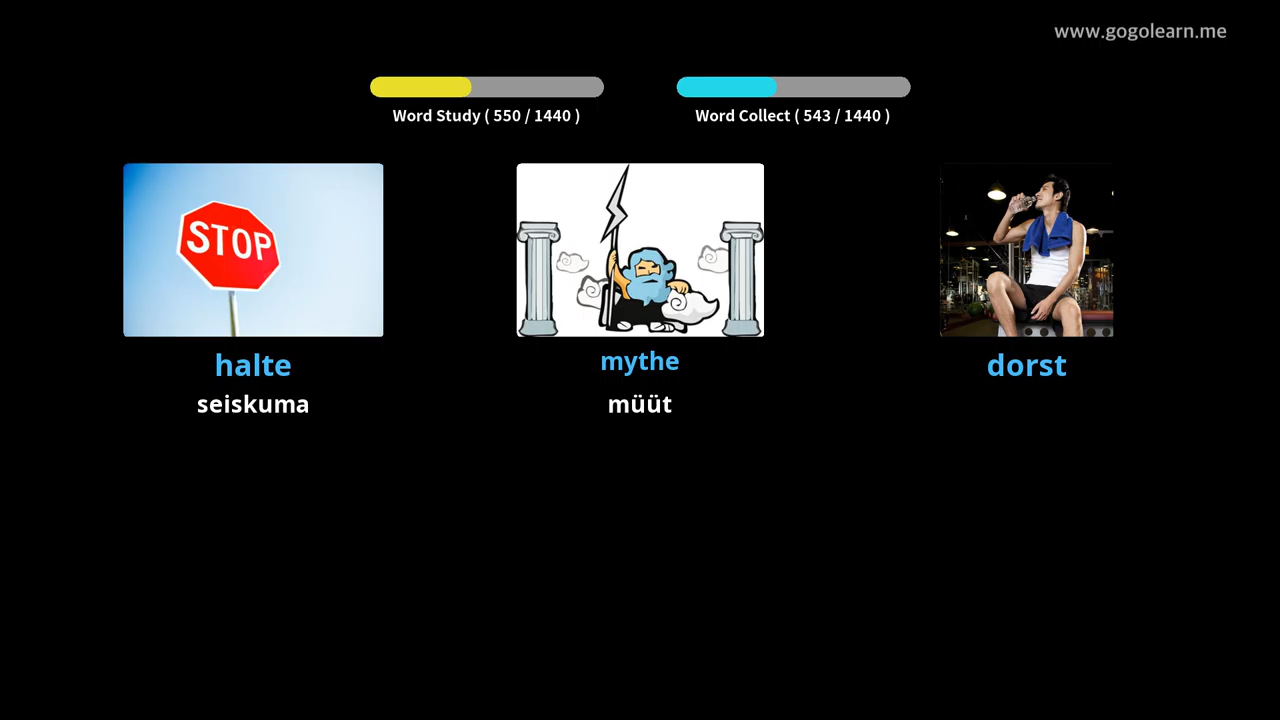 www.gogolearn.me
Word Study ( 550 / 1440 )
Word Collect ( 543 / 1440 )
STOP
halte
mythe
dorst
seiskuma
müüt